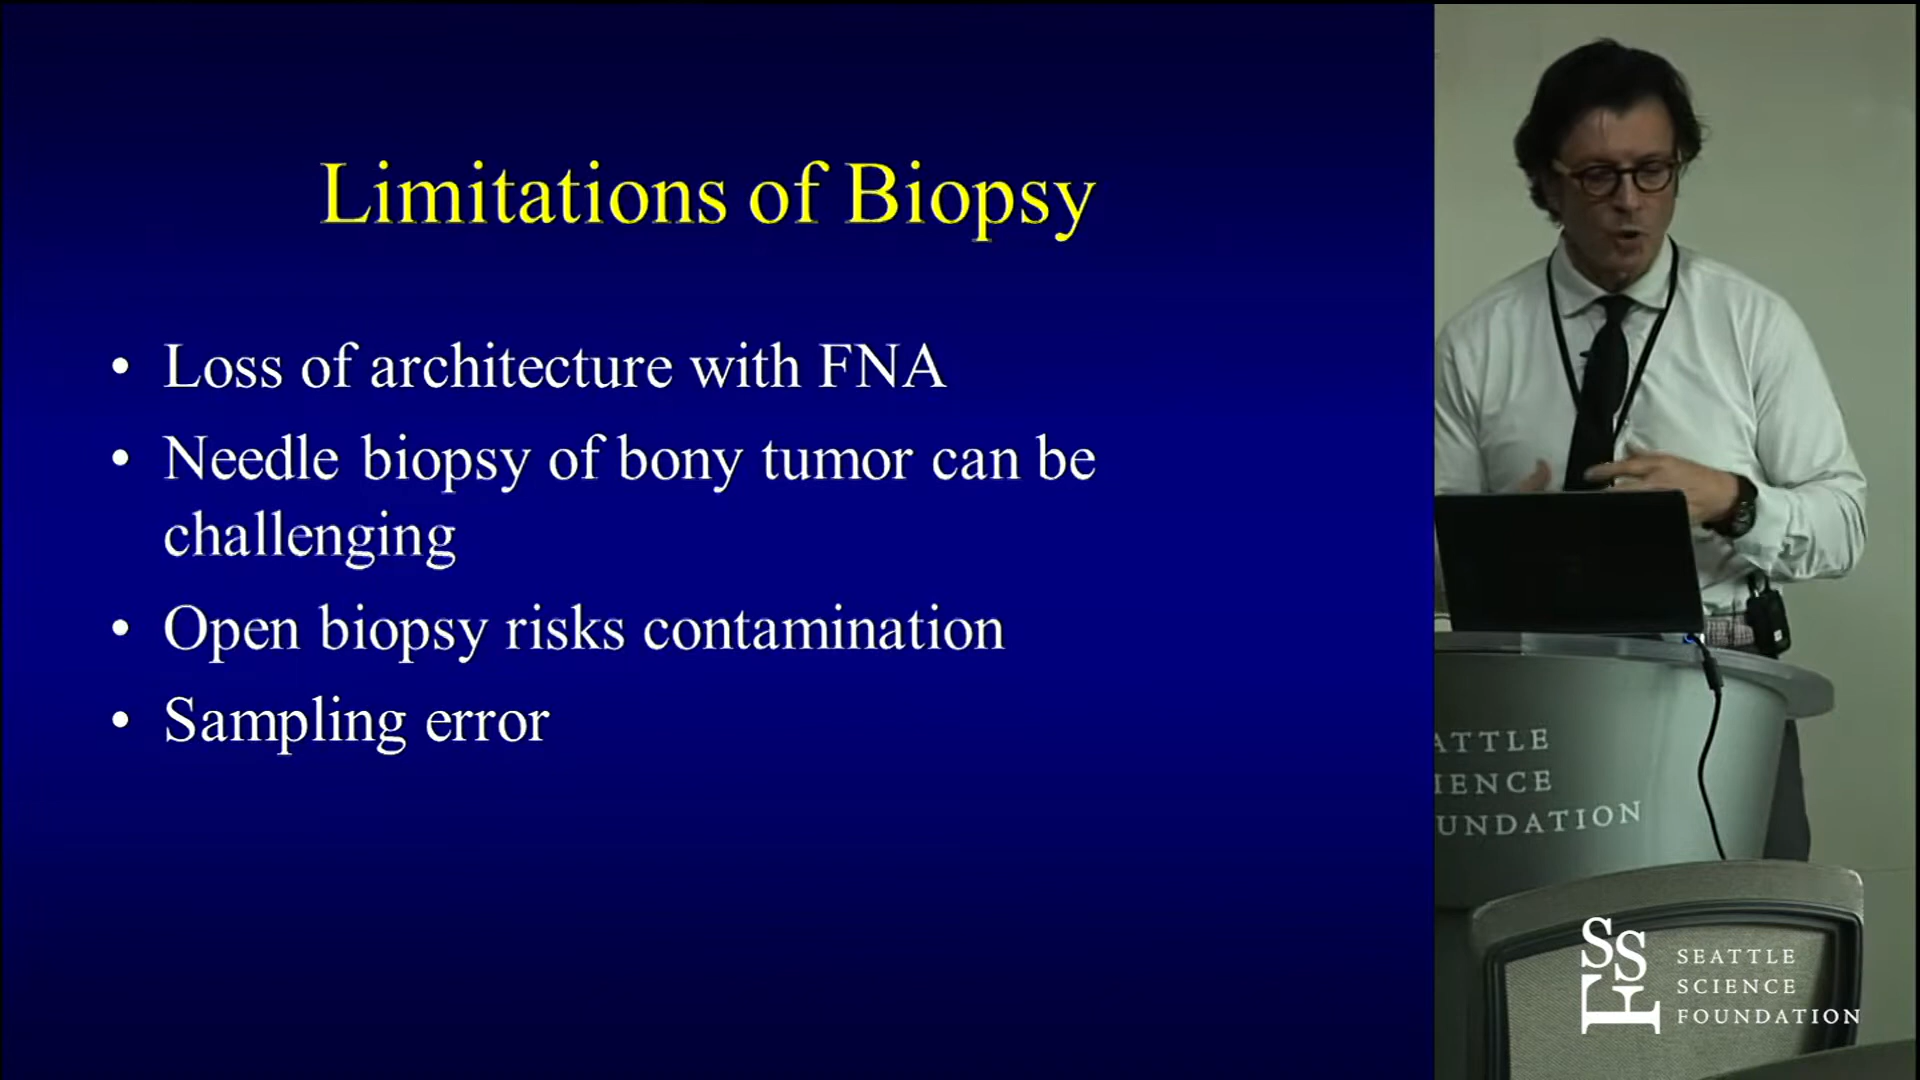 Limitations of Biopsy
• Loss of architecture with FNA
• Needle biopsy of bony tumor can be
challenging
• Open biopsy risks contamination
• Sampling error
ATTLE
IENCE
UNDATION
SSF
SEATTLE
SCIENCE
FOUNDATION